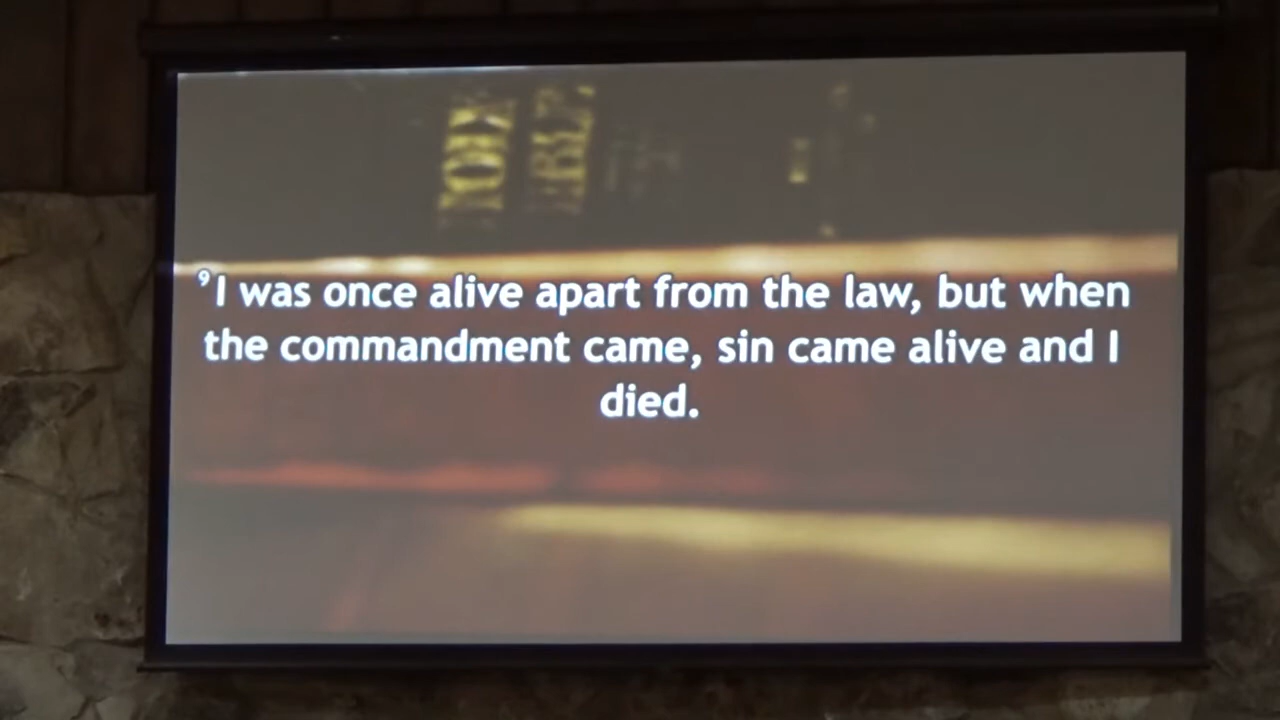 ⁹I was once alive apart from the law, but when
the commandment came, sin came alive and I
died.